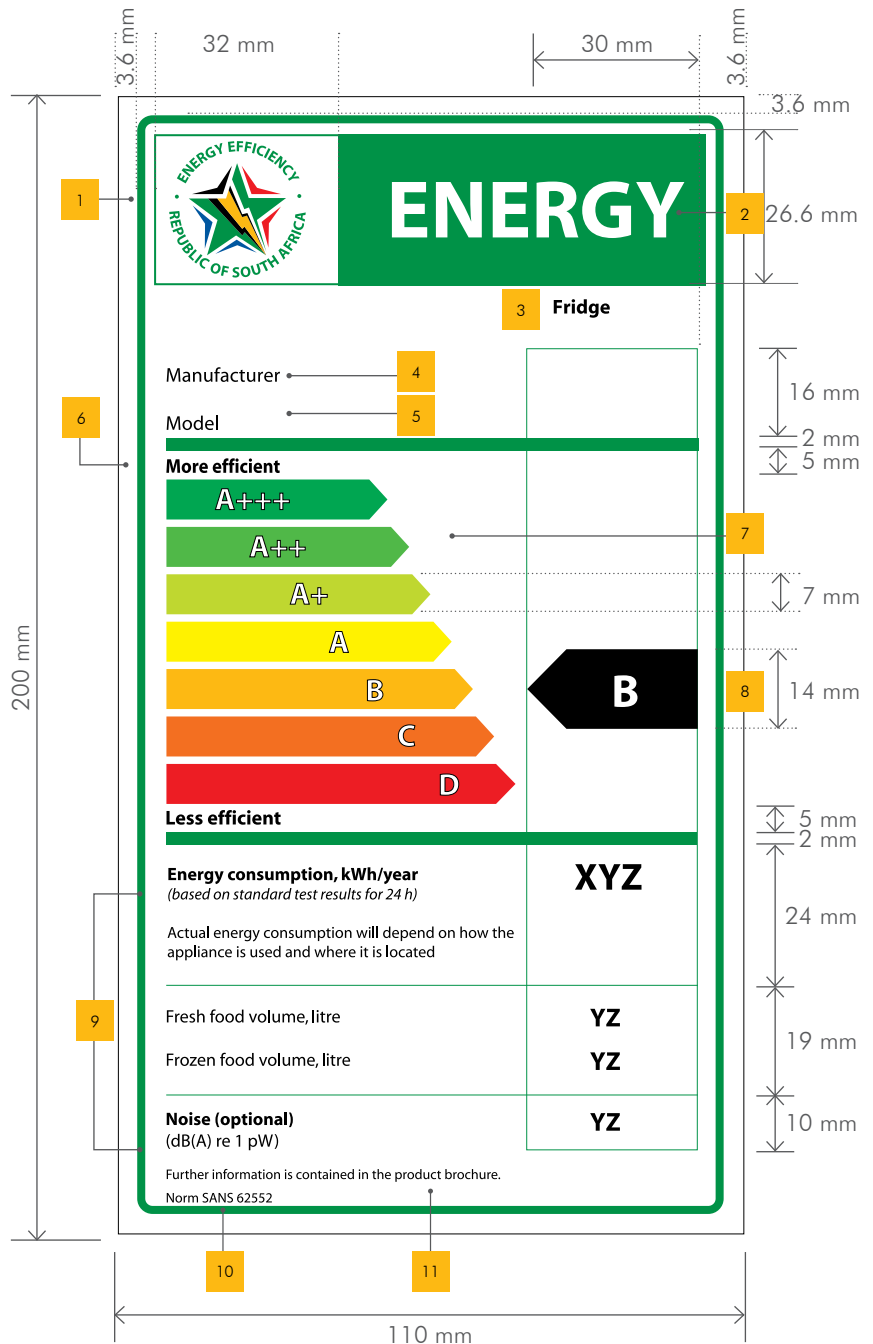 3.6 mm
32 mm
30 mm
3.6 mm
3.6 mm
ENERGY EFFICIENCY
REPUBLIC OF SOUTH AFRICA
ENERGY
1
2
26.6 mm
3
Fridge
Manufacturer
4
16 mm
Model
5
6
2 mm
More efficient
5 mm
A+++
7
A++
A+
7 mm
A
200 mm
B
B
8
14 mm
C
D
Less efficient
5 mm
2 mm
Energy consumption, kWh/year
XYZ
(based on standard test results for 24 h)
24 mm
Actual energy consumption will depend on how the
appliance is used and where it is located
9
Fresh food volume, litre
YZ
19 mm
Frozen food volume, litre
YZ
Noise (optional)
YZ
10 mm
(dB(A) re 1 pW)
Further information is contained in the product brochure.
Norm SANS 62552
10
11
110 mm